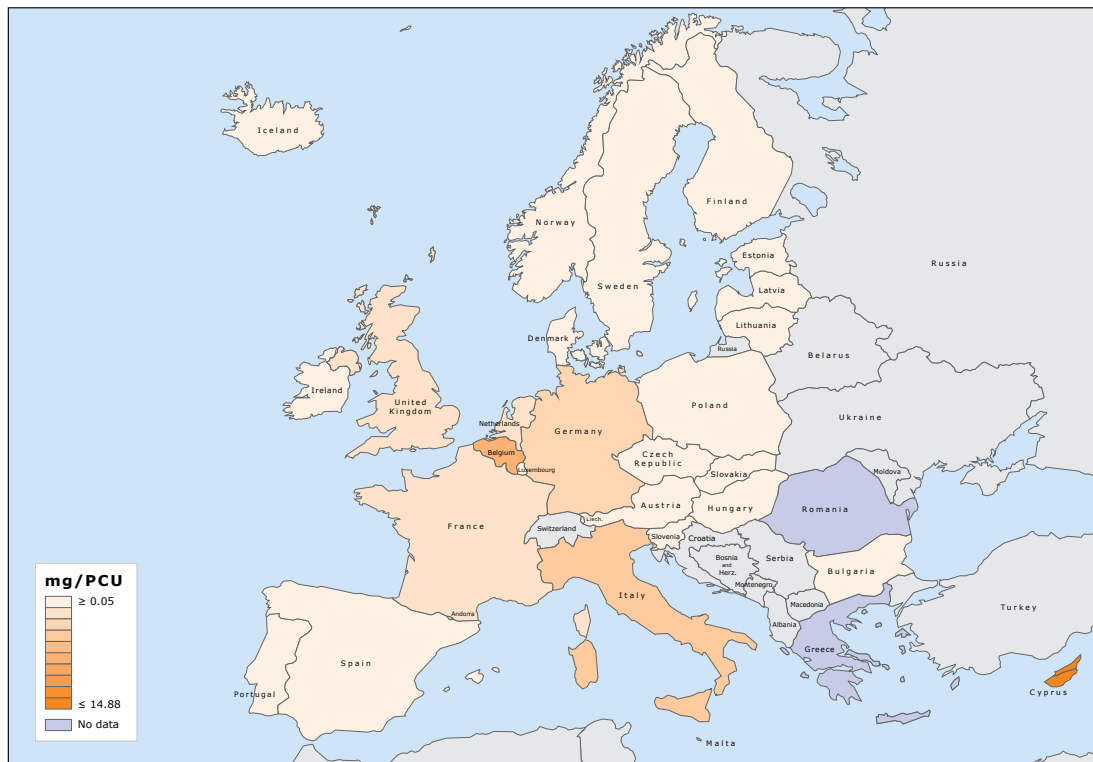 Iceland
Norway
Finland
Sweden
Estonia
Russia
Latvia
Lithuania
Denmark
Russia
Belarus
Ireland
United
Kingdom
Poland
Ukraine
Netherlands
Germany
Belgium
Czech
Republic
Luxembourg
Slovakia
Moldova
Austria
Hungary
Romania
Liech.
France
Switzerland
Slovenia
Croatia
Bosnia
and
Herz.
Serbia
Bulgaria
Montenegro
Italy
Macedonia
Turkey
Andorra
Albania
Greece
Spain
Portugal
Cyprus
Malta
mg/PCU
≥ 0.05
≤ 14.88
No data